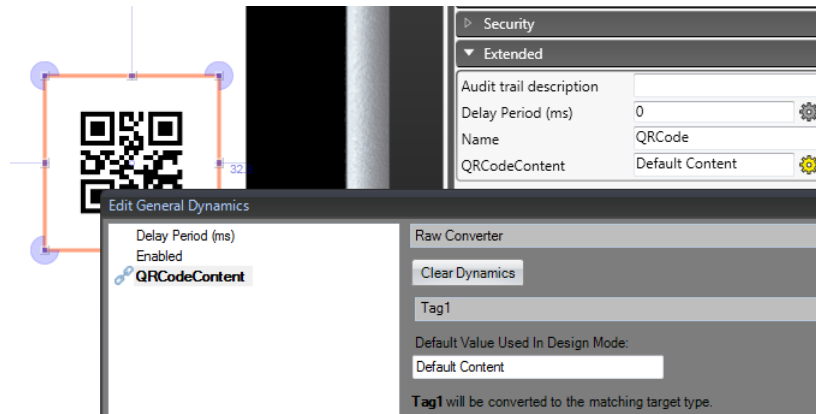 Security
Extended
Audit trail description
Delay Period (ms) 0
Name QRCode
QRCodeContent Default Content
Edit General Dynamics
Delay Period (ms)
Enabled
QRCodeContent
Raw Converter
Clear Dynamics
Tag1
Default Value Used In Design Mode:
Default Content
Tag1 will be converted to the matching target type.